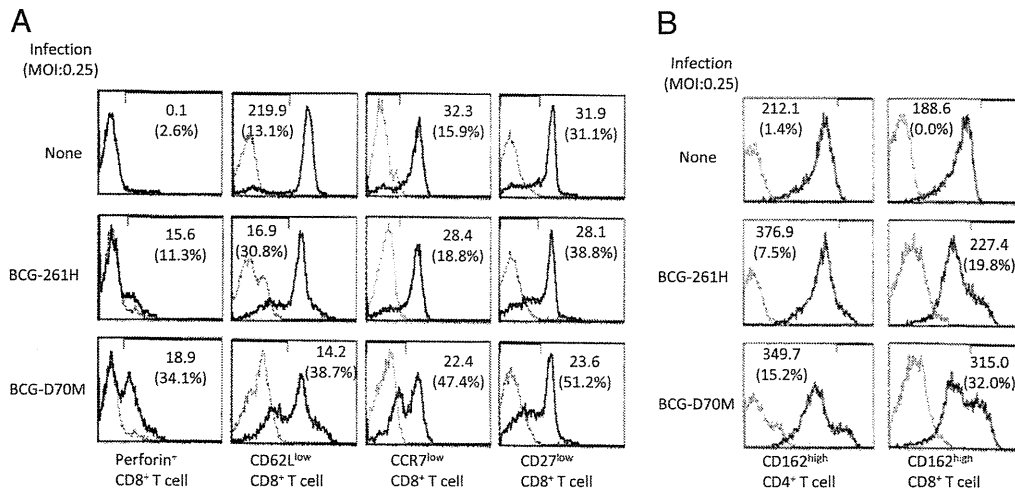 A
Infection
(MOI:0.25)
None
0.1
(2.6%)
219.9
(13.1%)
32.3
(15.9%)
31.9
(31.1%)
BCG-261H
15.6
(11.3%)
16.9
(30.8%)
28.4
(18.8%)
28.1
(38.8%)
BCG-D70M
18.9
(34.1%)
14.2
(38.7%)
22.4
(47.4%)
23.6
(51.2%)
Perforin⁺
CD8⁺ T cell
CD62Lˡᵒʷ
CD8⁺ T cell
CCR7ˡᵒʷ
CD8⁺ T cell
CD27ˡᵒʷ
CD8⁺ T cell
B
Infection
(MOI:0.25)
None
212.1
(1.4%)
188.6
(0.0%)
BCG-261H
376.9
(7.5%)
227.4
(19.8%)
BCG-D70M
349.7
(15.2%)
315.0
(32.0%)
CD162ʰⁱᵍʰ
CD4⁺ T cell
CD162ʰⁱᵍʰ
CD8⁺ T cell